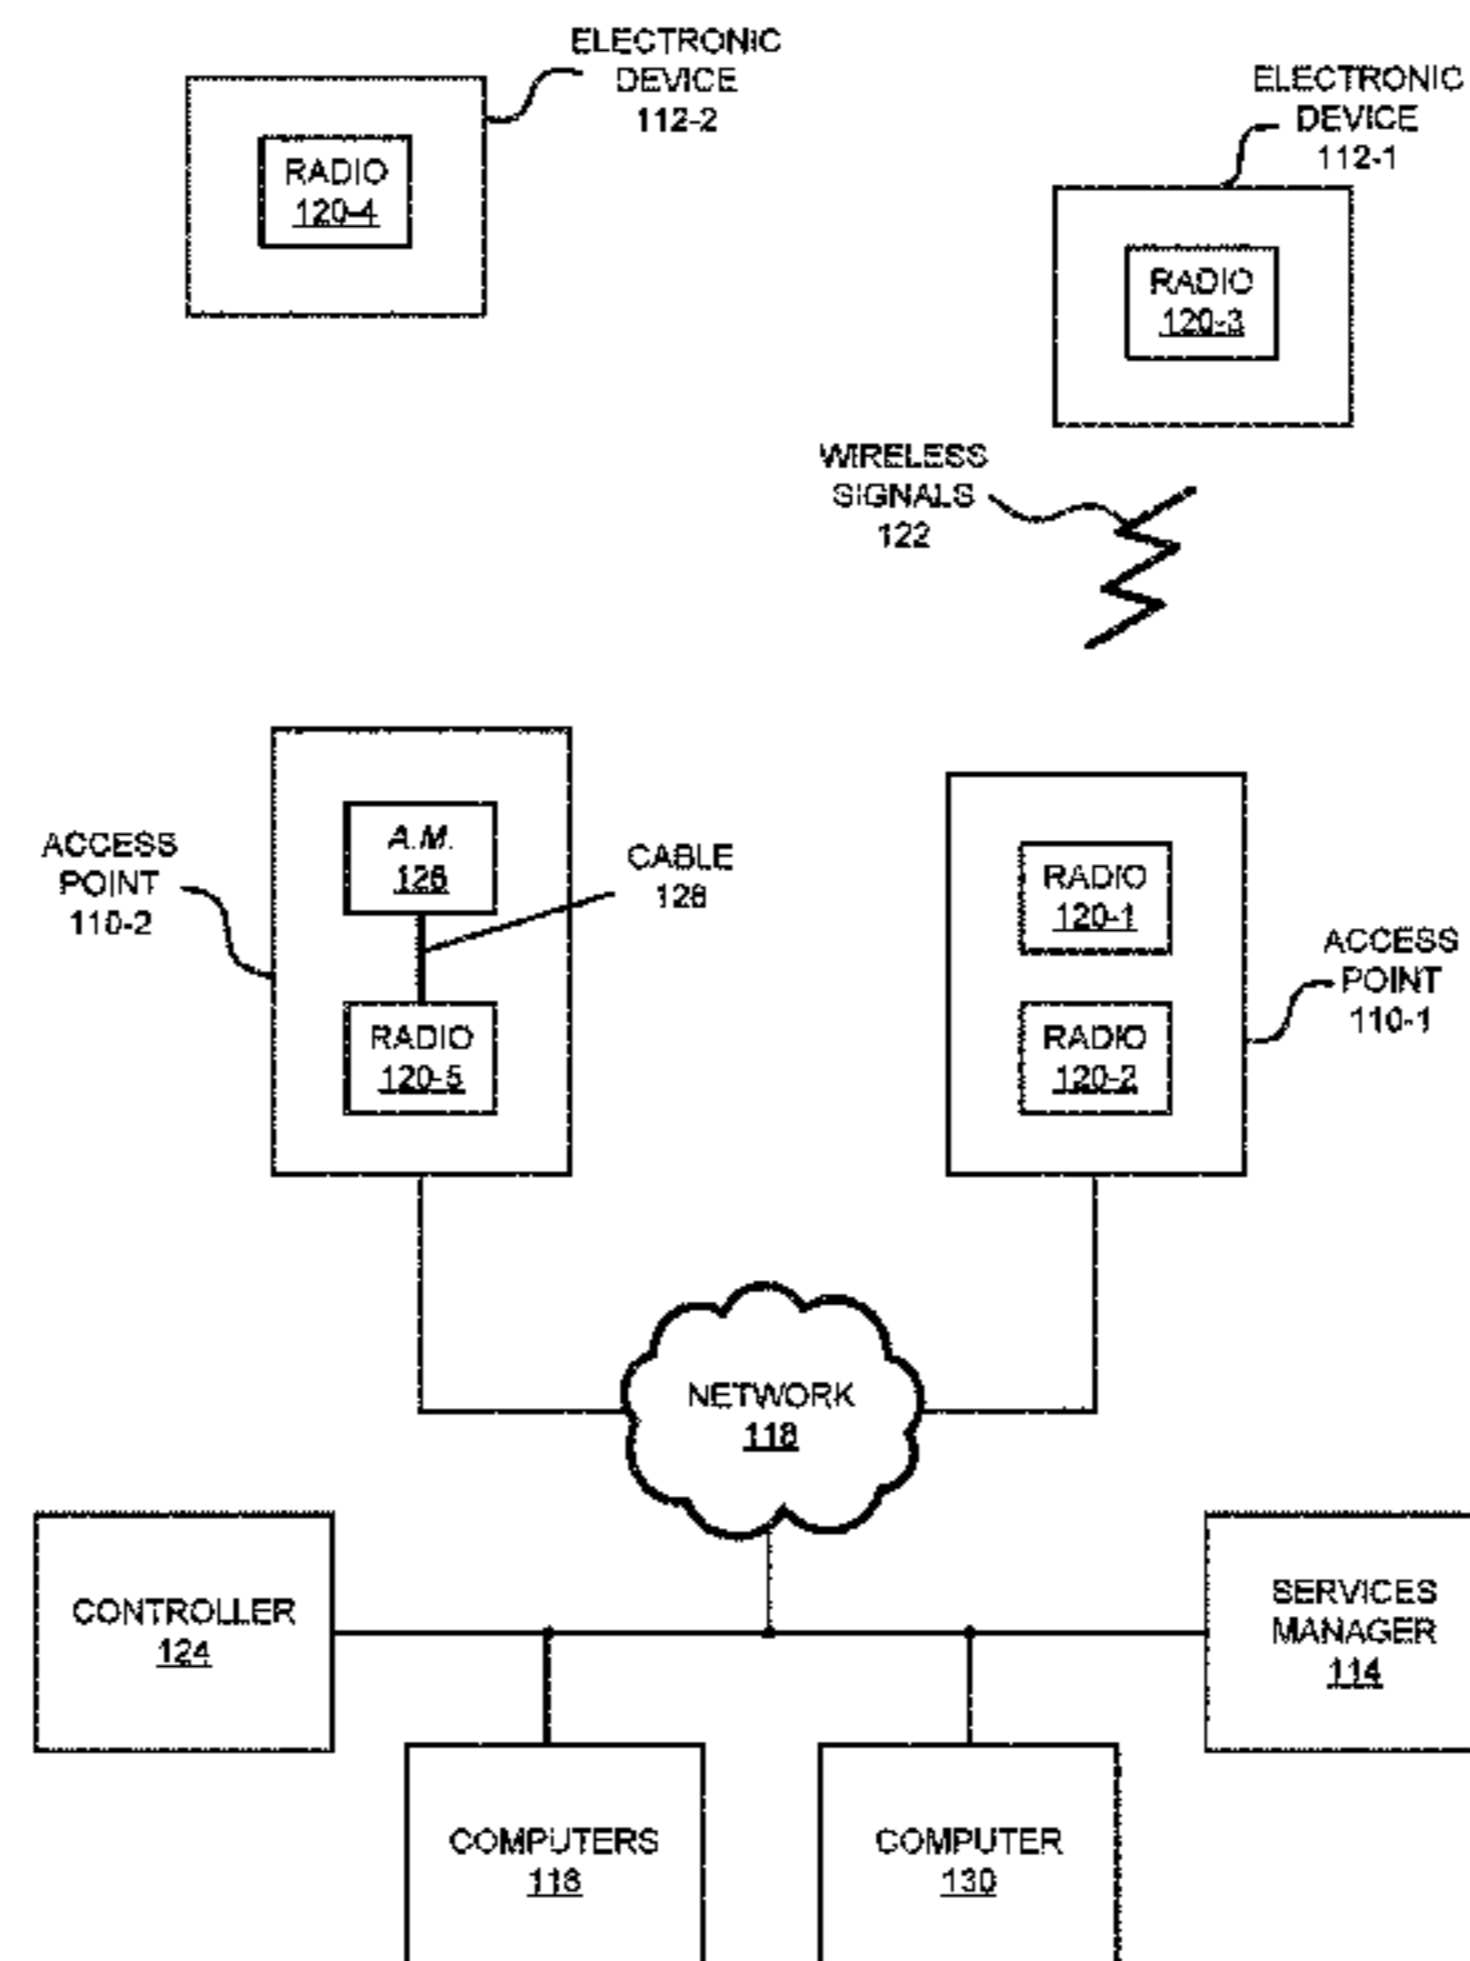 ELECTRONIC
DEVICE
112-2
ELECTRONIC
DEVICE
112-1
RADIO
120-4
RADIO
120-3
WIRELESS
SIGNALS
122
A.M.
126
ACCESS
POINT
110-2
CABLE
128
RADIO
120-1
ACCESS
POINT
110-1
RADIO
120-5
RADIO
120-2
NETWORK
CONTROLLER
124
SERVICES
MANAGER
114
COMPUTERS
COMPUTER
130